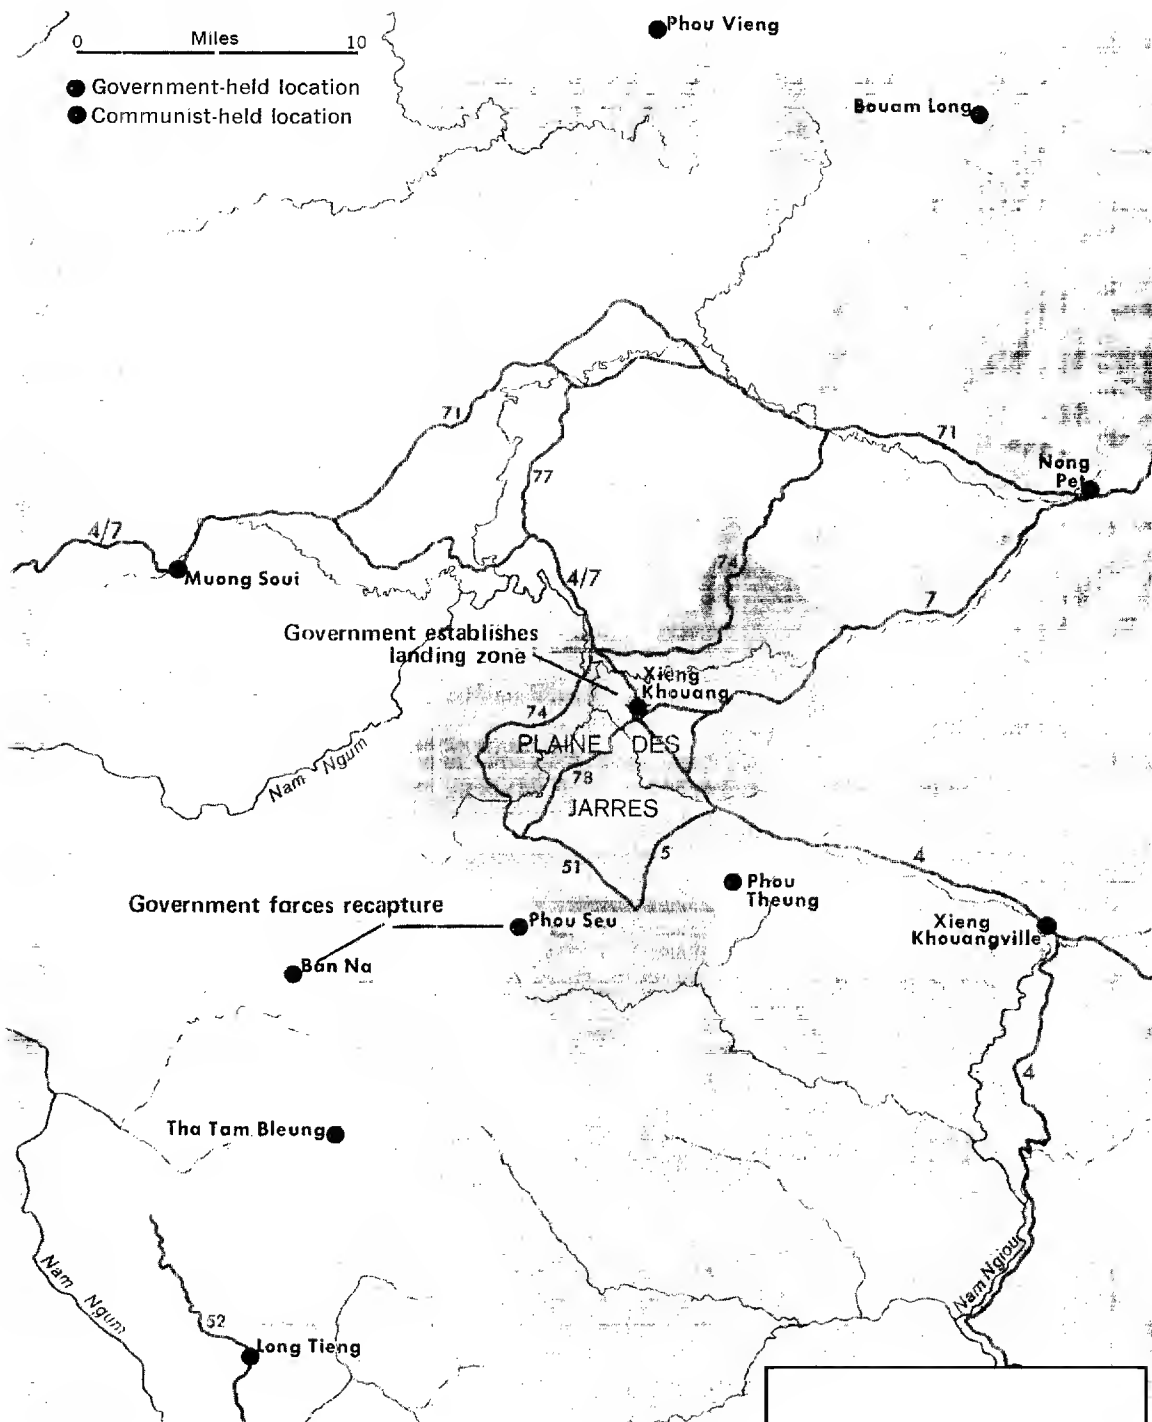 0 Miles 10
Government-held location
Communist-held location
Phou Vieng
Bouam Long
71
71
Nong
Pet
77
4/7
Muong Soui
4/7
74
7
Government establishes
landing zone
Xieng
Khouang
74
PLAINE DES
Nam Ngum
78
JARRES
51
5
4
Phou
Theung
Government forces recapture
Phou Seu
Xieng
Khouangville
Ban Na
4
Tha Tam Bleung
Nam Ngiou
Nam Ngum
52
Long Tieng